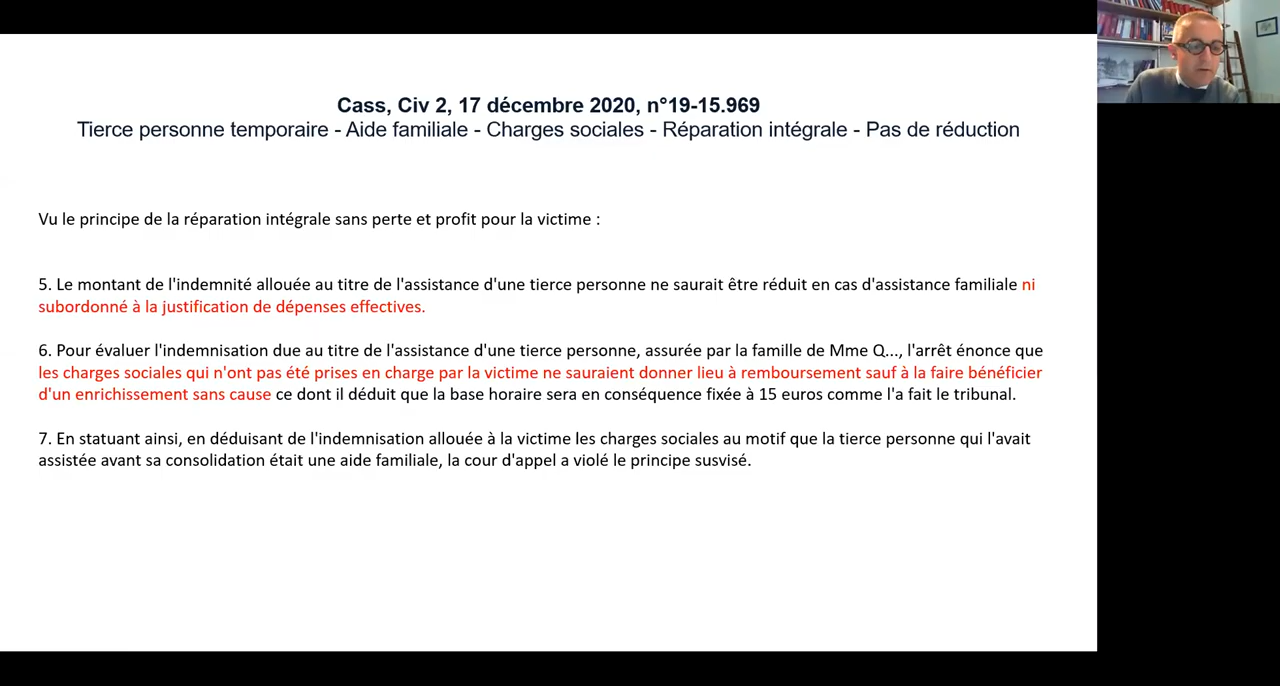 Cass, Civ 2, 17 décembre 2020, n°19-15.969
Tierce personne temporaire - Aide familiale - Charges sociales - Réparation intégrale - Pas de réduction
Vu le principe de la réparation intégrale sans perte et profit pour la victime :
5. Le montant de l'indemnité allouée au titre de l'assistance d'une tierce personne ne saurait être réduit en cas d'assistance familiale ni
subordonné à la justification de dépenses effectives.
6. Pour évaluer l'indemnisation due au titre de l'assistance d'une tierce personne, assurée par la famille de Mme Q..., l'arrêt énonce que
les charges sociales qui n'ont pas été prises en charge par la victime ne sauraient donner lieu à remboursement sauf à la faire bénéficier
d'un enrichissement sans cause ce dont il déduit que la base horaire sera en conséquence fixée à 15 euros comme l'a fait le tribunal.
7. En statuant ainsi, en déduisant de l'indemnisation allouée à la victime les charges sociales au motif que la tierce personne qui l'avait
assistée avant sa consolidation était une aide familiale, la cour d'appel a violé le principe susvisé.